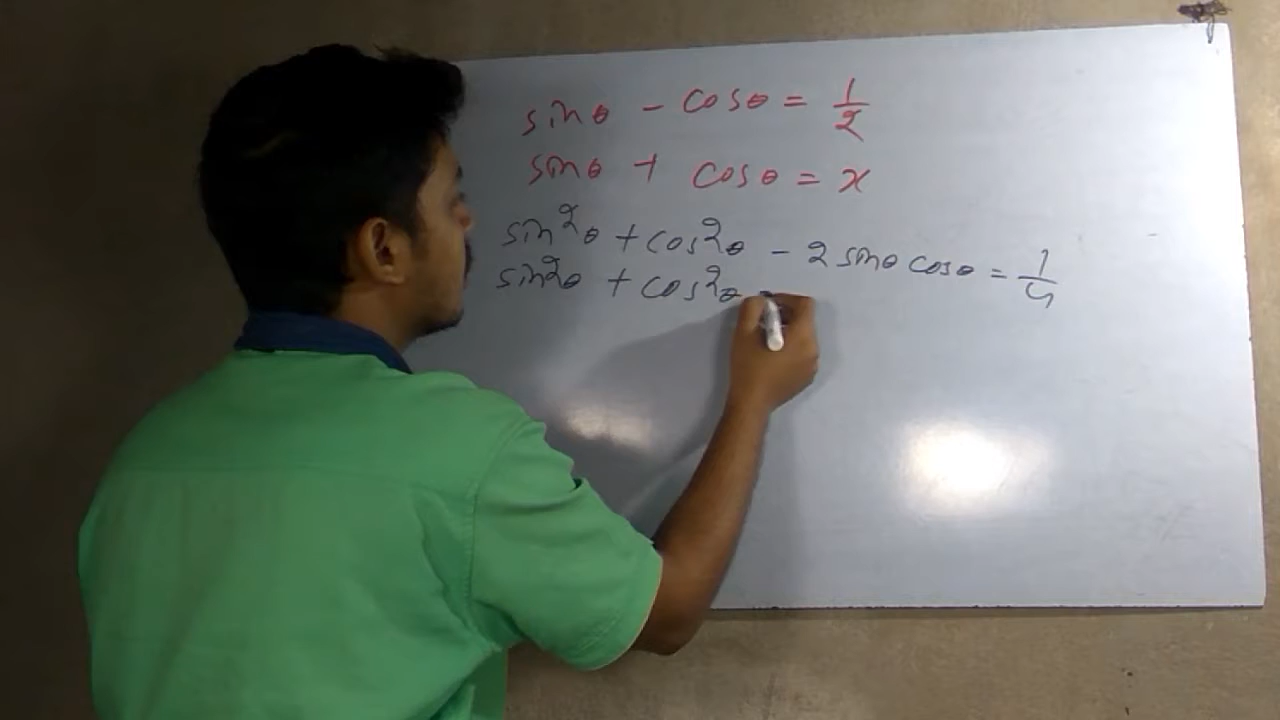 sinθ - cosθ = 1/2
sinθ + cosθ = x
sin²θ + cos²θ - 2 sinθ cosθ = 1/4
sin²θ + cos²θ